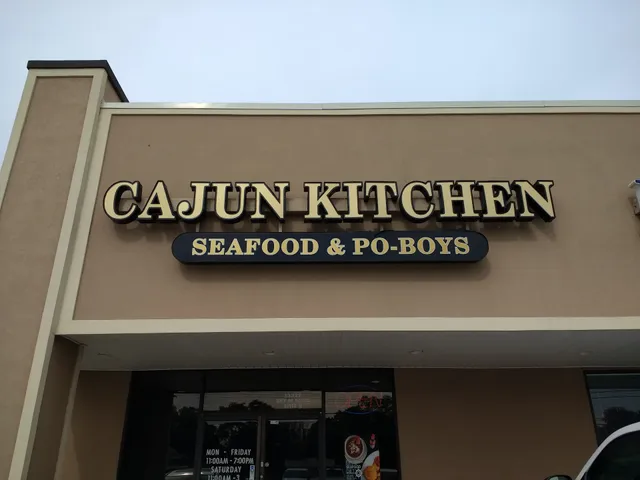 CAJUN KITCHEN
SEAFOOD & PO-BOYS
MON - FRIDAY
11:00AM - 7:00PM
SATURDAY